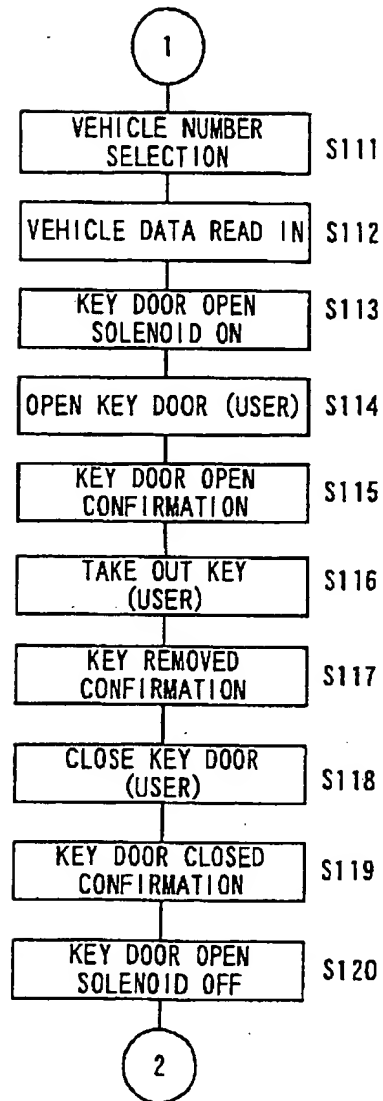 1
VEHICLE NUMBER
SELECTION
S111
VEHICLE DATA READ IN
S112
KEY DOOR OPEN
SOLENOID ON
S113
OPEN KEY DOOR (USER)
S114
KEY DOOR OPEN
CONFIRMATION
S115
TAKE OUT KEY
(USER)
S116
KEY REMOVED
CONFIRMATION
S117
CLOSE KEY DOOR
(USER)
S118
KEY DOOR CLOSED
CONFIRMATION
S119
KEY DOOR OPEN
SOLENOID OFF
S120
2